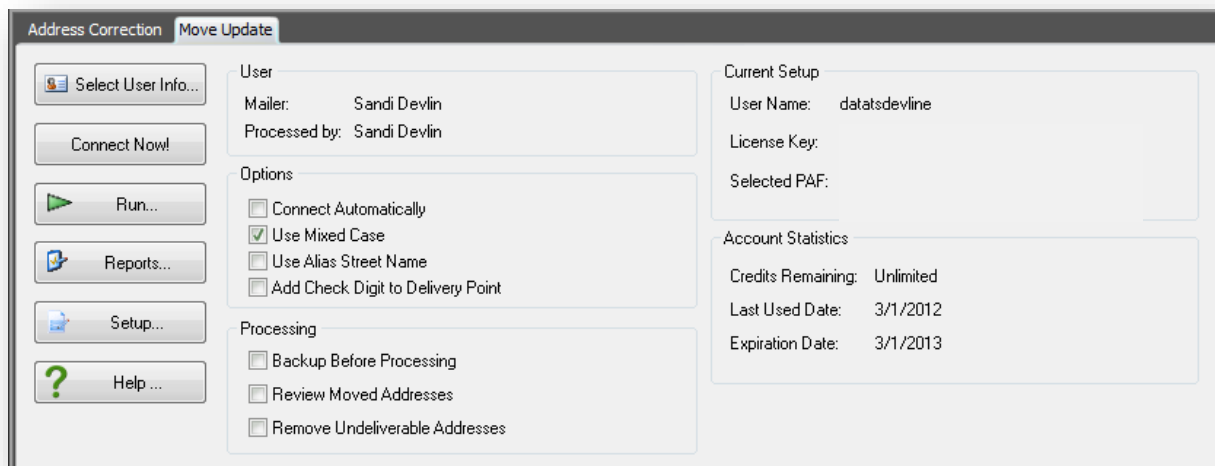 Address Correction
Move Update
Select User Info...
Connect Now!
Run...
Reports...
Setup...
Help ...
User
Mailer: Sandi Devlin
Processed by: Sandi Devlin
Options
Connect Automatically
Use Mixed Case
Use Alias Street Name
Add Check Digit to Delivery Point
Processing
Backup Before Processing
Review Moved Addresses
Remove Undeliverable Addresses
Current Setup
User Name: datatsdevline
License Key:
Selected PAF:
Account Statistics
Credits Remaining: Unlimited
Last Used Date: 3/1/2012
Expiration Date: 3/1/2013